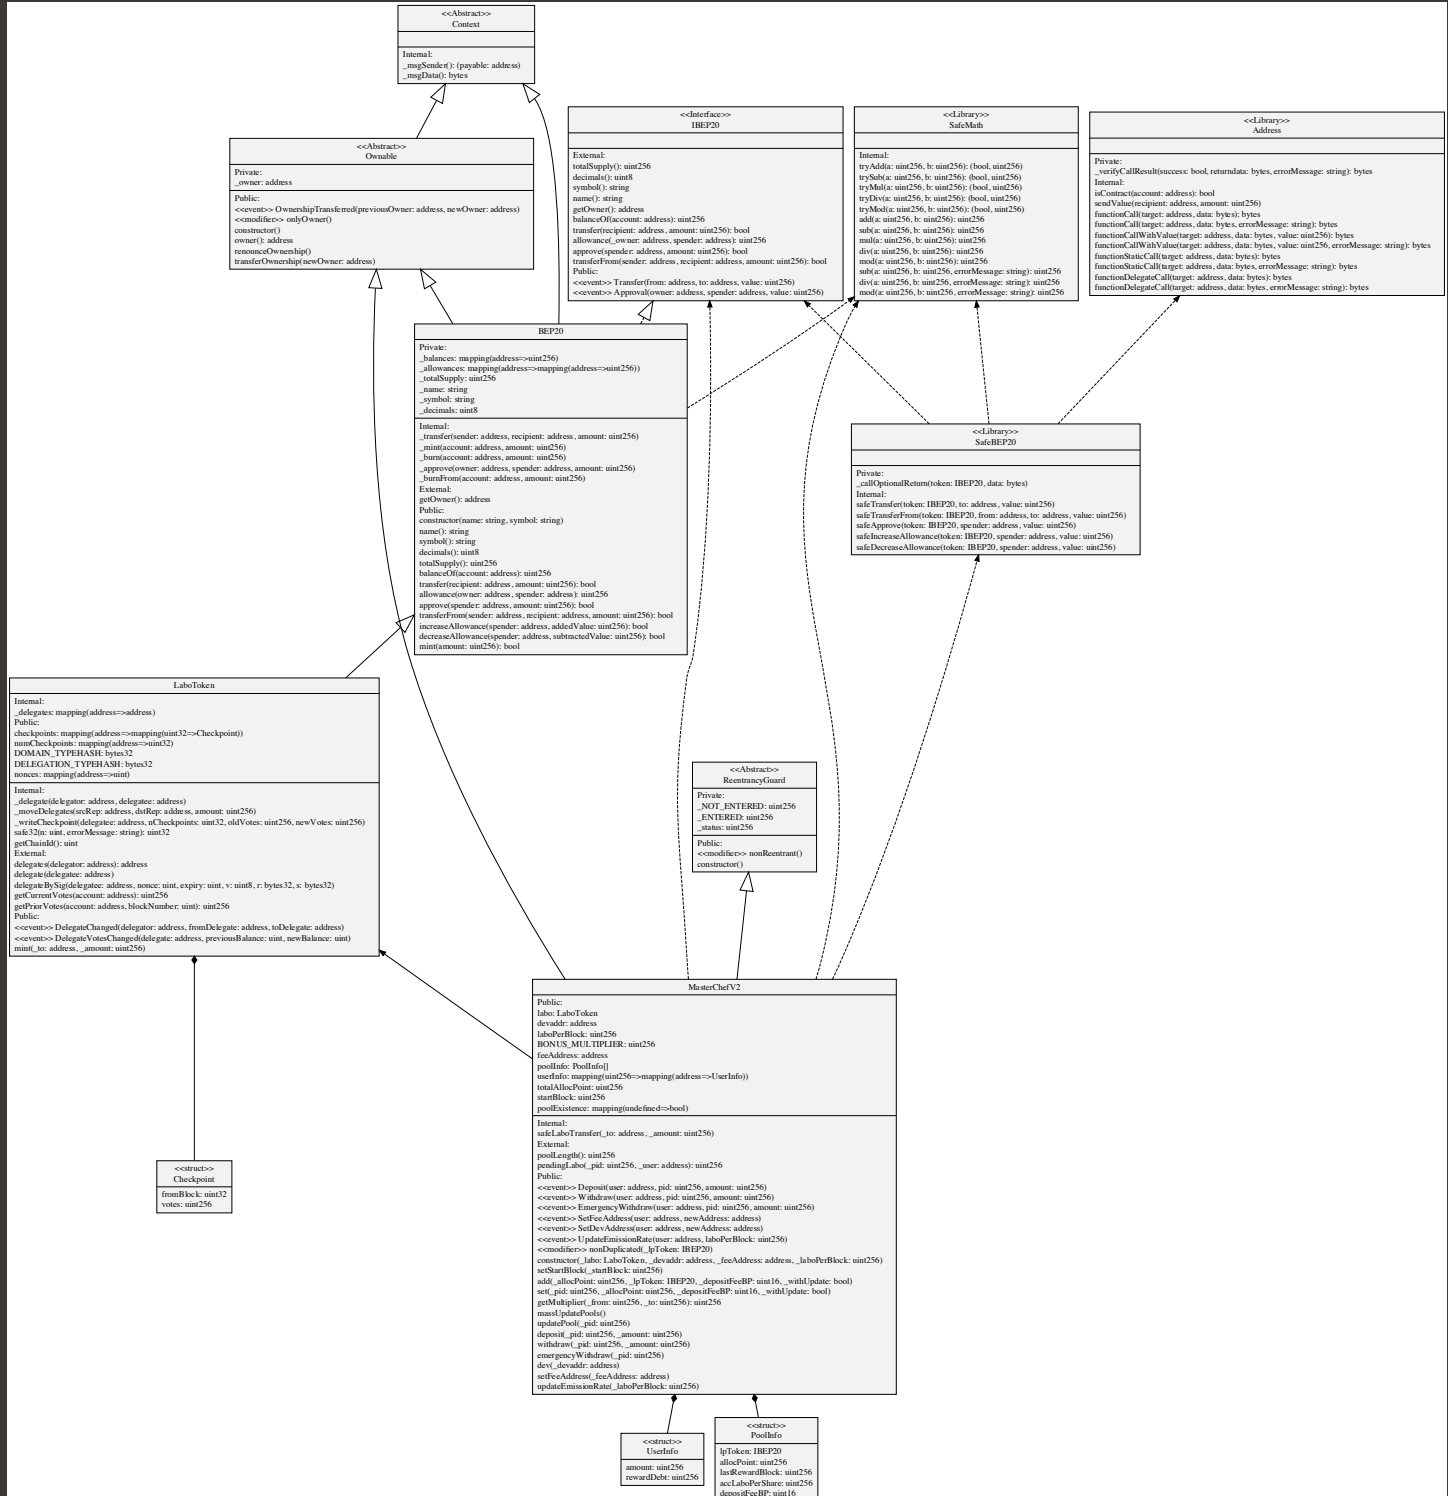 <<Abstract>>
Context
Internal:
_msgSender(): (payable: address)
_msgData(): bytes
<<Abstract>>
Ownable
Private:
_owner: address
Public:
<<event>> OwnershipTransferred(previousOwner: address, newOwner: address)
<<modifier>> onlyOwner()
constructor()
owner(): address
renounceOwnership()
transferOwnership(newOwner: address)
<<Interface>>
IBEP20
External:
totalSupply(): uint256
decimals(): uint8
symbol(): string
name(): string
getOwner(): address
balanceOf(account: address): uint256
transfer(recipient: address, amount: uint256): bool
allowance(_owner: address, spender: address): uint256
approve(spender: address, amount: uint256): bool
transferFrom(sender: address, recipient: address, amount: uint256): bool
Public:
<<event>> Transfer(from: address, to: address, value: uint256)
<<event>> Approval(owner: address, spender: address, value: uint256)
<<Library>>
SafeMath
Internal:
tryAdd(a: uint256, b: uint256): (bool, uint256)
trySub(a: uint256, b: uint256): (bool, uint256)
tryMul(a: uint256, b: uint256): (bool, uint256)
tryDiv(a: uint256, b: uint256): (bool, uint256)
tryMod(a: uint256, b: uint256): (bool, uint256)
add(a: uint256, b: uint256): uint256
sub(a: uint256, b: uint256): uint256
mul(a: uint256, b: uint256): uint256
div(a: uint256, b: uint256): uint256
mod(a: uint256, b: uint256): uint256
sub(a: uint256, b: uint256, errorMessage: string): uint256
div(a: uint256, b: uint256, errorMessage: string): uint256
mod(a: uint256, b: uint256, errorMessage: string): uint256
<<Library>>
Address
Private:
_verifyCallResult(success: bool, returndata: bytes, errorMessage: string): bytes
Internal:
isContract(account: address): bool
sendValue(recipient: address, amount: uint256)
functionCall(target: address, data: bytes): bytes
functionCall(target: address, data: bytes, errorMessage: string): bytes
functionCallWithValue(target: address, data: bytes, value: uint256): bytes
functionCallWithValue(target: address, data: bytes, value: uint256, errorMessage: string): bytes
functionStaticCall(target: address, data: bytes): bytes
functionStaticCall(target: address, data: bytes, errorMessage: string): bytes
functionDelegateCall(target: address, data: bytes): bytes
functionDelegateCall(target: address, data: bytes, errorMessage: string): bytes
BEP20
Private:
_balances: mapping(address=>uint256)
_allowances: mapping(address=>mapping(address=>uint256))
_totalSupply: uint256
_name: string
_symbol: string
_decimals: uint8
Internal:
_transfer(sender: address, recipient: address, amount: uint256)
_mint(account: address, amount: uint256)
_burn(account: address, amount: uint256)
_approve(owner: address, spender: address, amount: uint256)
_burnFrom(account: address, amount: uint256)
External:
getOwner(): address
Public:
constructor(name: string, symbol: string)
name(): string
symbol(): string
decimals(): uint8
totalSupply(): uint256
balanceOf(account: address): uint256
transfer(recipient: address, amount: uint256): bool
allowance(owner: address, spender: address): uint256
approve(spender: address, amount: uint256): bool
transferFrom(sender: address, recipient: address, amount: uint256): bool
increaseAllowance(spender: address, addedValue: uint256): bool
decreaseAllowance(spender: address, subtractedValue: uint256): bool
mint(amount: uint256): bool
<<Library>>
SafeBEP20
Private:
_callOptionalReturn(token: IBEP20, data: bytes)
Internal:
safeTransfer(token: IBEP20, to: address, value: uint256)
safeTransferFrom(token: IBEP20, from: address, to: address, value: uint256)
safeApprove(token: IBEP20, spender: address, value: uint256)
safeIncreaseAllowance(token: IBEP20, spender: address, value: uint256)
safeDecreaseAllowance(token: IBEP20, spender: address, value: uint256)
LaboToken
Internal:
_delegates: mapping(address=>address)
Public:
checkpoints: mapping(address=>mapping(uint32=>Checkpoint))
numCheckpoints: mapping(address=>uint32)
DOMAIN_TYPEHASH: bytes32
DELEGATION_TYPEHASH: bytes32
nonces: mapping(address=>uint)
Internal:
_delegate(delegator: address, delegatee: address)
_moveDelegates(srcRep: address, dstRep: address, amount: uint256)
_writeCheckpoint(delegatee: address, nCheckpoints: uint32, oldVotes: uint256, newVotes: uint256)
safe32(n: uint, errorMessage: string): uint32
getChainId(): uint
External:
delegates(delegator: address): address
delegate(delegatee: address)
delegateBySig(delegatee: address, nonce: uint, expiry: uint, v: uint8, r: bytes32, s: bytes32)
getCurrentVotes(account: address): uint256
getPriorVotes(account: address, blockNumber: uint): uint256
Public:
<<event>> DelegateChanged(delegator: address, fromDelegate: address, toDelegate: address)
<<event>> DelegateVotesChanged(delegate: address, previousBalance: uint, newBalance: uint)
mint(_to: address, _amount: uint256)
<<Abstract>>
ReentrancyGuard
Private:
_NOT_ENTERED: uint256
_ENTERED: uint256
_status: uint256
Public:
<<modifier>> nonReentrant()
constructor()
MasterChefV2
Public:
labo: LaboToken
devaddr: address
laboPerBlock: uint256
BONUS_MULTIPLIER: uint256
feeAddress: address
poolInfo: PoolInfo[]
userInfo: mapping(uint256=>mapping(address=>UserInfo))
totalAllocPoint: uint256
startBlock: uint256
poolExistence: mapping(undefined=>bool)
Internal:
safeLaboTransfer(_to: address, _amount: uint256)
External:
poolLength(): uint256
pendingLabo(_pid: uint256, _user: address): uint256
Public:
<<event>> Deposit(user: address, pid: uint256, amount: uint256)
<<event>> Withdraw(user: address, pid: uint256, amount: uint256)
<<event>> EmergencyWithdraw(user: address, pid: uint256, amount: uint256)
<<event>> SetFeeAddress(user: address, newAddress: address)
<<event>> SetDevAddress(user: address, newAddress: address)
<<event>> UpdateEmissionRate(user: address, laboPerBlock: uint256)
<<modifier>> nonDuplicated(_lpToken: IBEP20)
constructor(_labo: LaboToken, _devaddr: address, _feeAddress: address, _laboPerBlock: uint256)
setStartBlock(_startBlock: uint256)
add(_allocPoint: uint256, _lpToken: IBEP20, _depositFeeBP: uint16, _withUpdate: bool)
set(_pid: uint256, _allocPoint: uint256, _depositFeeBP: uint16, _withUpdate: bool)
getMultiplier(_from: uint256, _to: uint256): uint256
massUpdatePools()
updatePool(_pid: uint256)
deposit(_pid: uint256, _amount: uint256)
withdraw(_pid: uint256, _amount: uint256)
emergencyWithdraw(_pid: uint256)
dev(_devaddr: address)
setFeeAddress(_feeAddress: address)
updateEmissionRate(_laboPerBlock: uint256)
<<struct>>
Checkpoint
fromBlock: uint32
votes: uint256
<<struct>>
UserInfo
amount: uint256
rewardDebt: uint256
<<struct>>
PoolInfo
lpToken: IBEP20
allocPoint: uint256
lastRewardBlock: uint256
accLaboPerShare: uint256
depositFeeBP: uint16